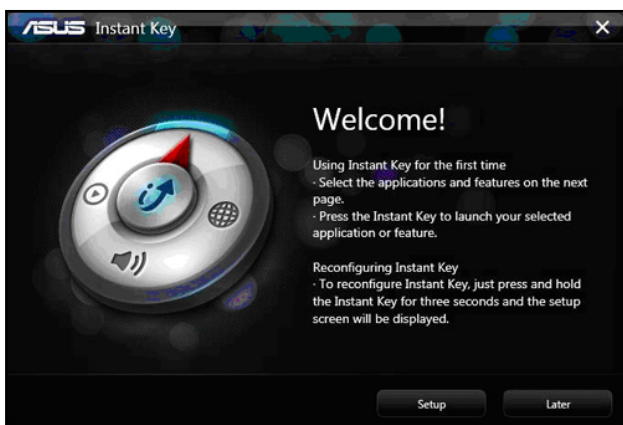 ASUS Instant Key
Welcome!
Using Instant Key for the first time
· Select the applications and features on the next
page.
· Press the Instant Key to launch your selected
application or feature.
Reconfiguring Instant Key
· To reconfigure Instant Key, just press and hold
the Instant Key for three seconds and the setup
screen will be displayed.
Setup Later